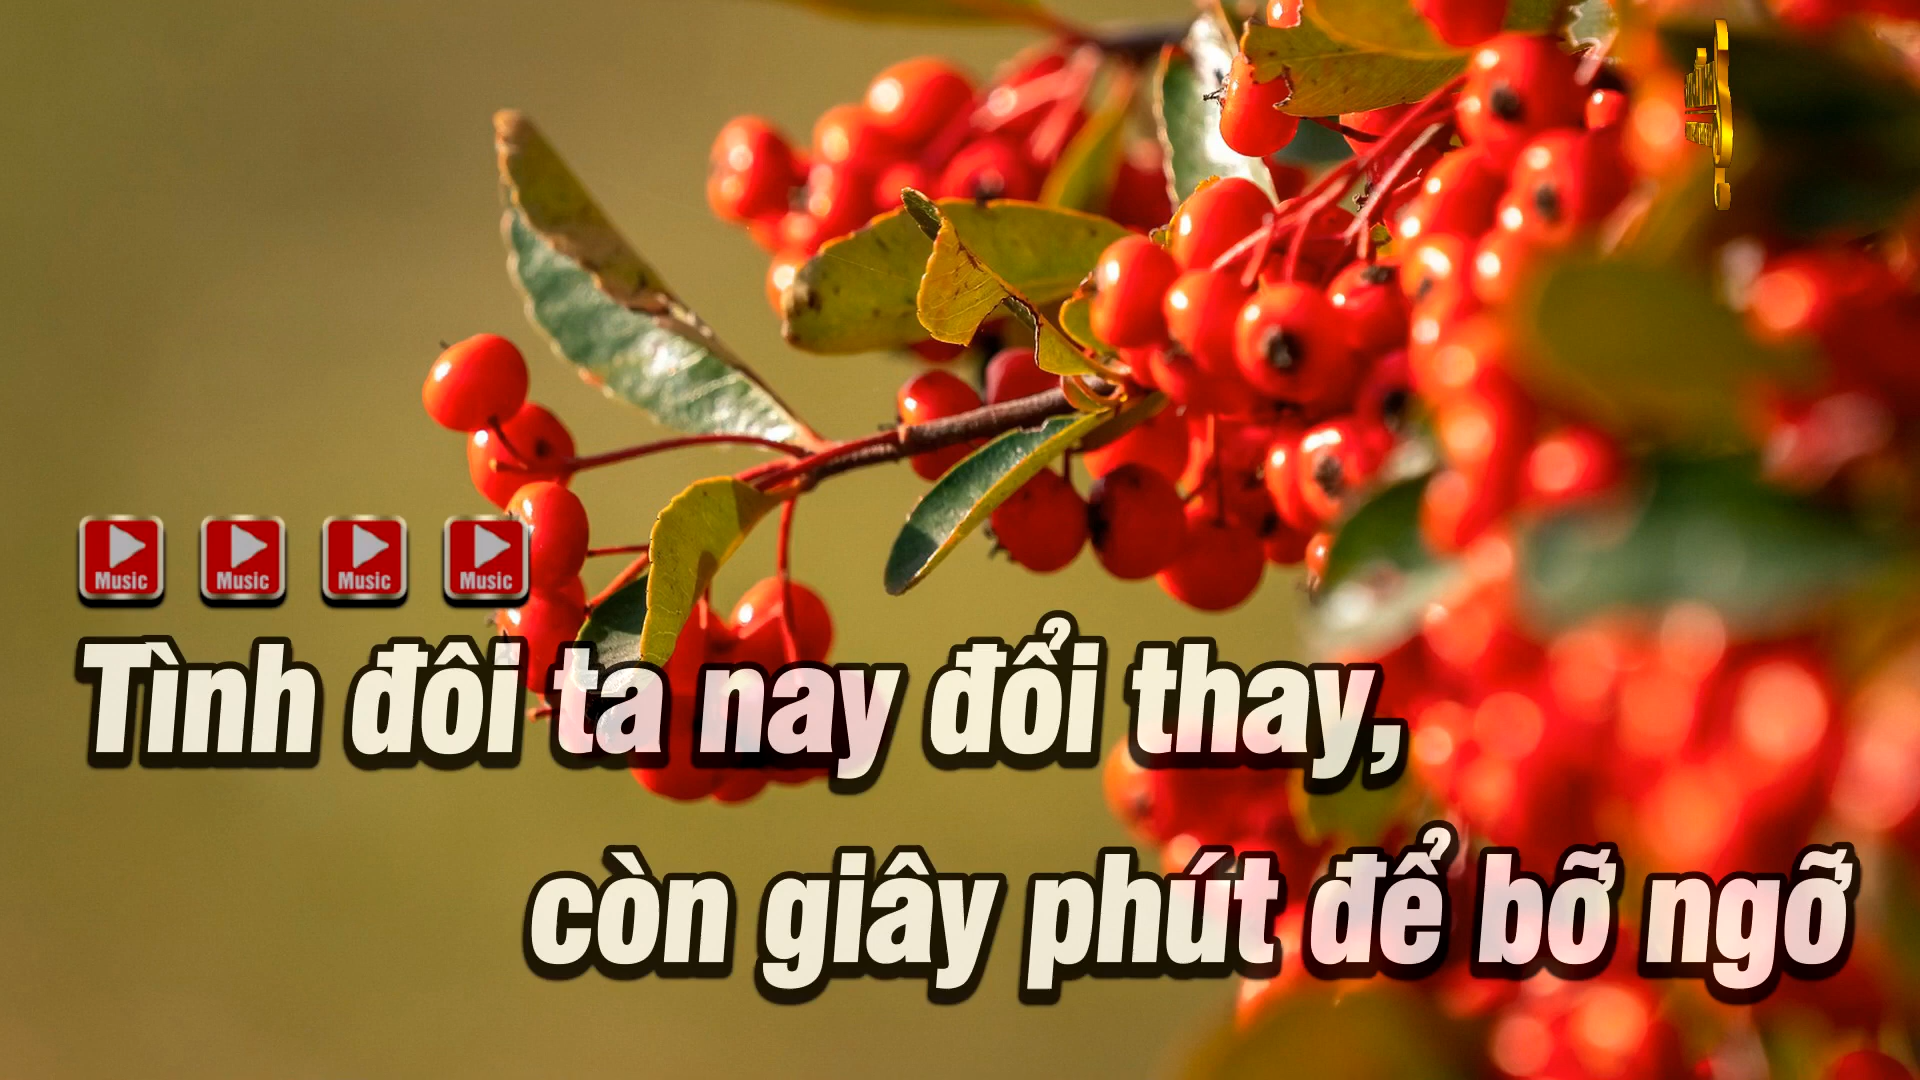 Music Music Music Music
Tình đôi ta nay đổi thay,
còn giây phút để bỡ ngỡ